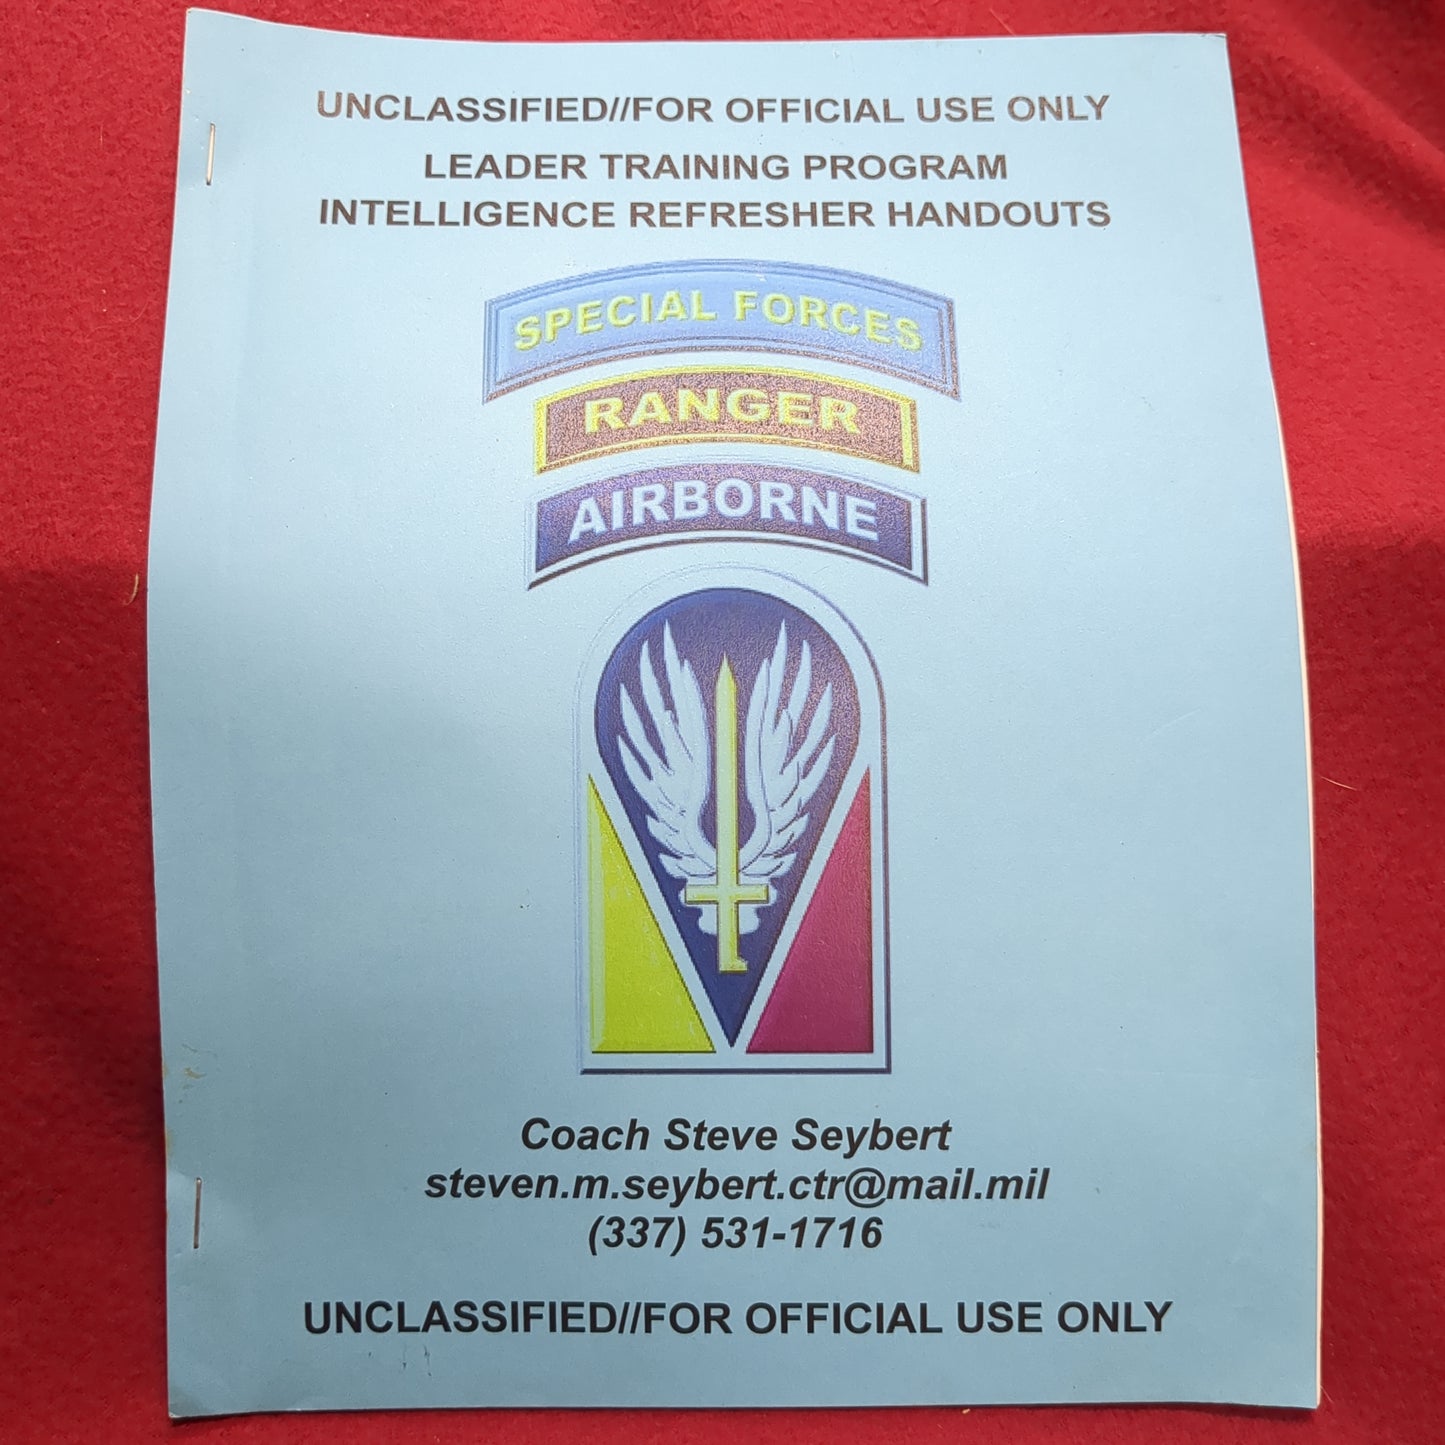 UNCLASSIFIED//FOR OFFICIAL USE ONLY
LEADER TRAINING PROGRAM
INTELLIGENCE REFRESHER HANDOUTS
SPECIAL FORCES
RANGER
AIRBORNE
Coach Steve Seybert
steven.m.seybert.ctr@mail.mil
(337) 531-1716
UNCLASSIFIED//FOR OFFICIAL USE ONLY